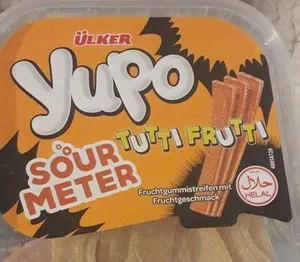 ÜLKER
Yupo
TUTTI FRUTTI
SOUR
METER
Fruchtgummistreifen mit
Fruchtgeschmack
حلال
HELAL